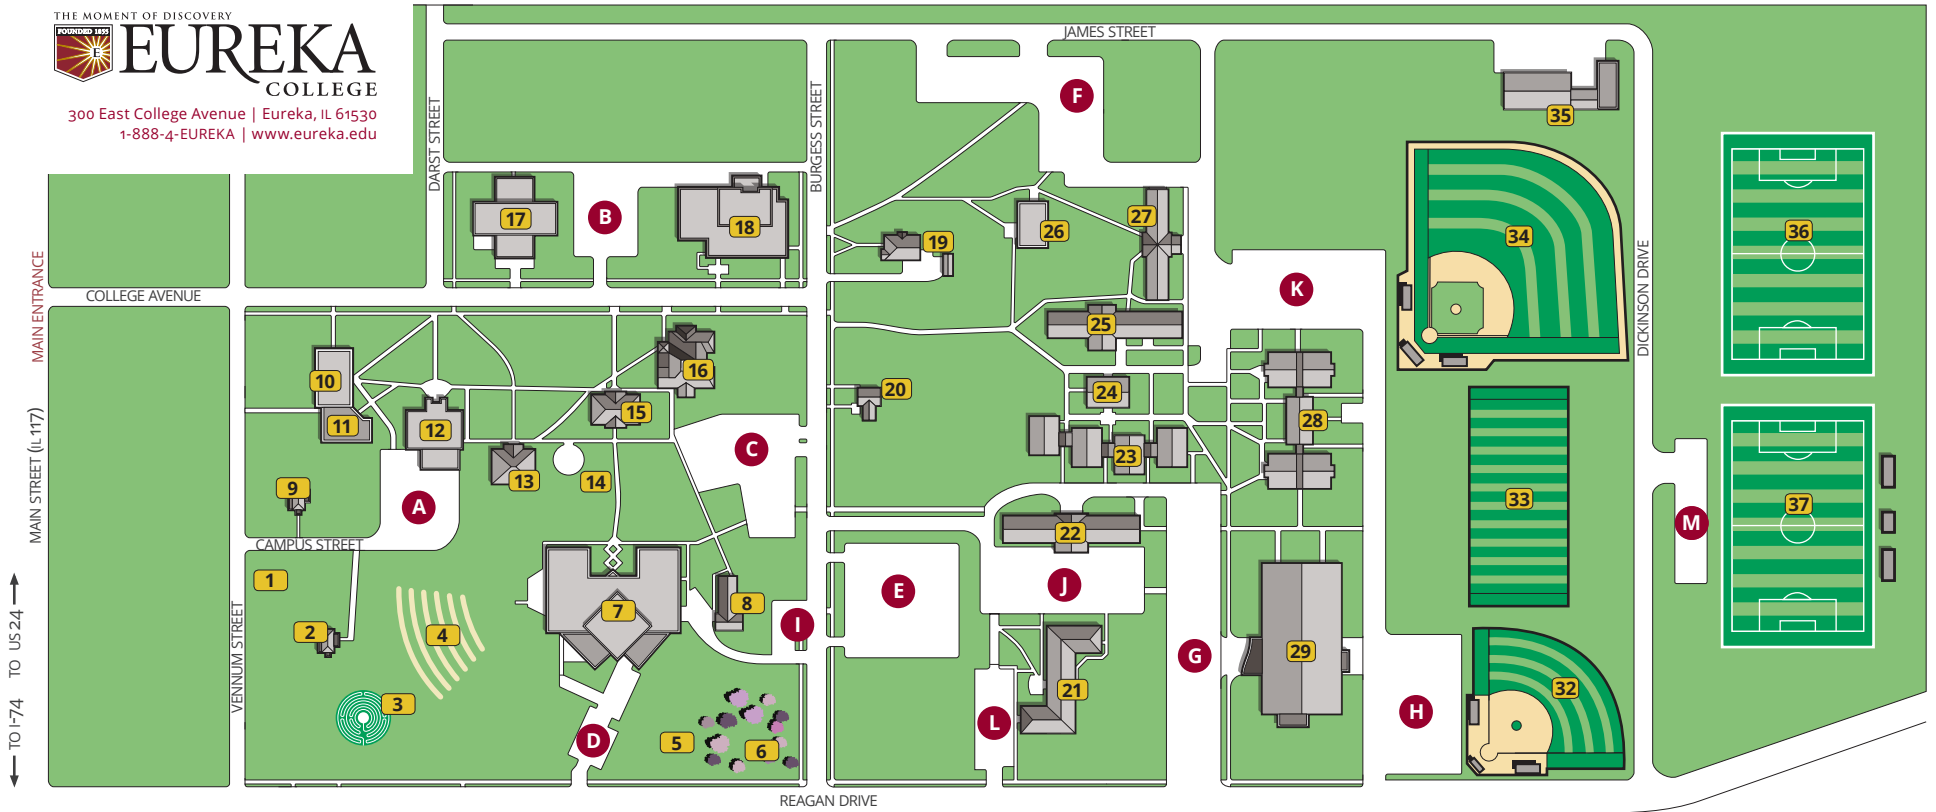 THE MOMENT OF DISCOVERY
FOUNDED 1855
E
EUREKA
COLLEGE
300 East College Avenue | Eureka, IL 61530
1-888-4-EUREKA | www.eureka.edu
JAMES STREET
DARST STREET
BURGESS STREET
DICKINSON DRIVE
MAIN ENTRANCE
COLLEGE AVENUE
MAIN STREET (IL 117)
CAMPUS STREET
VENNUM STREET
TO I-74 TO US 24
REAGAN DRIVE
F
35
17
B
18
19
26
27
34
36
K
25
10
16
11
12
15
20
24
28
C
23
13
14
9
A
22
33
37
M
1
2
4
7
8
I
E
J
29
G
3
21
32
H
D
5
6
L